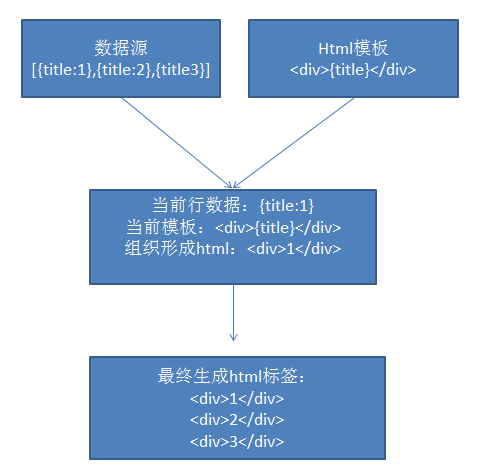 数据源
[{title:1},{title:2},{title3}]
Html模板
<div>{title}</div>
当前行数据：{title:1}
当前模板：<div>{title}</div>
组织形成html：<div>1</div>
最终生成html标签：
<div>1</div>
<div>2</div>
<div>3</div>